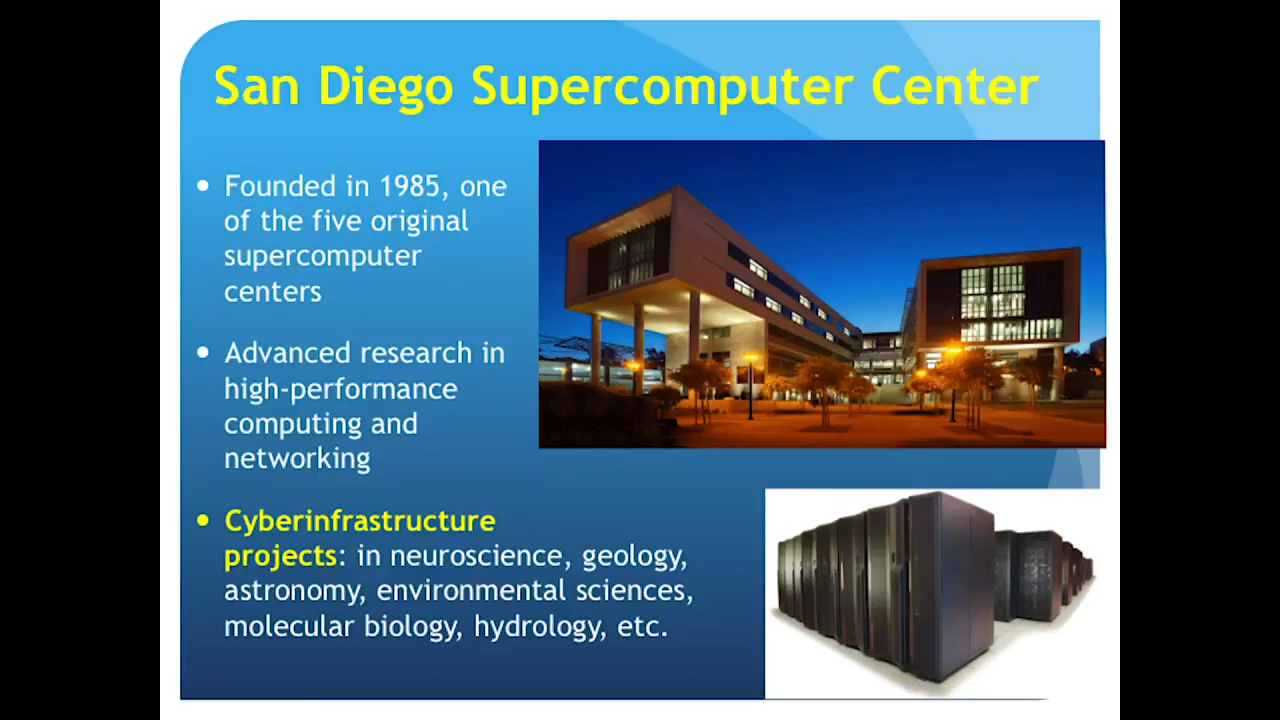 San Diego Supercomputer Center
• Founded in 1985, one
of the five original
supercomputer
centers
• Advanced research in
high-performance
computing and
networking
• Cyberinfrastructure
projects: in neuroscience, geology,
astronomy, environmental sciences,
molecular biology, hydrology, etc.